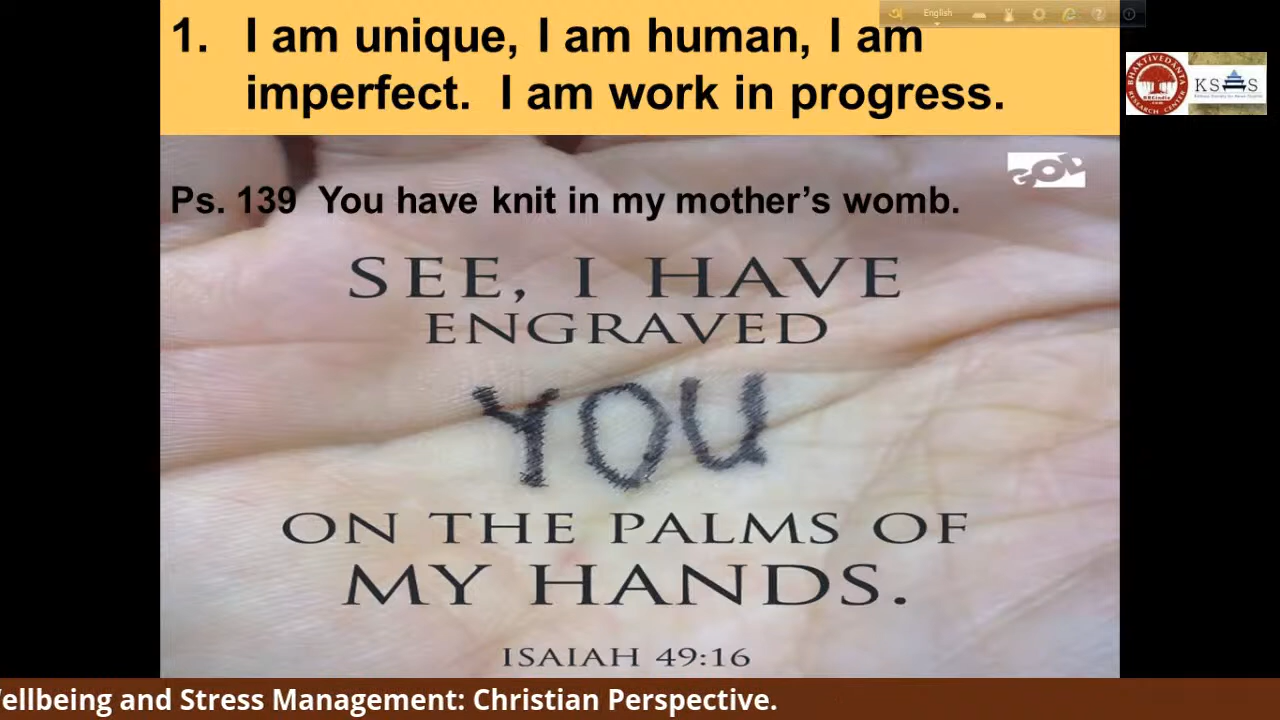 English
1. I am unique, I am human, I am
imperfect. I am work in progress.
KSHS
Ps. 139 You have knit in my mother's womb.
SEE, I HAVE
ENGRAVED
YOU
ON THE PALMS OF
MY HANDS.
ISAIAH 49:16
ellbeing and Stress Management: Christian Perspective.